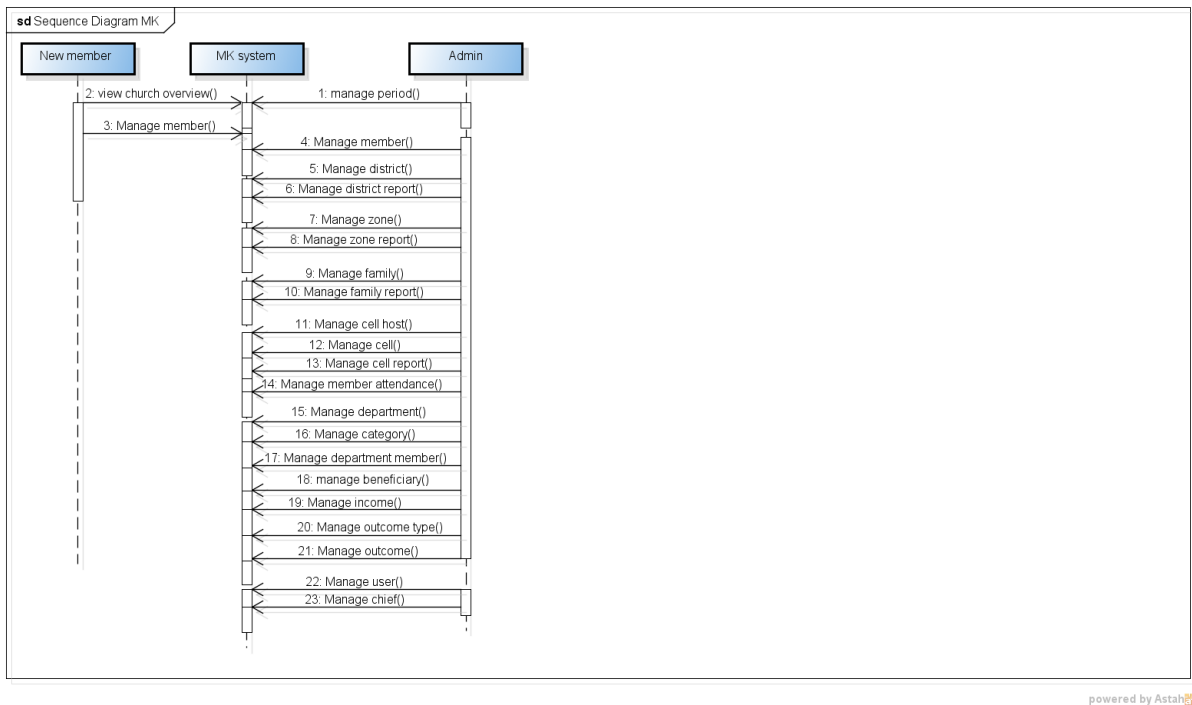 sd Sequence Diagram MK
New member
MK system
Admin
2: view church overview()
1: manage period()
3: Manage member()
4: Manage member()
5: Manage district()
6: Manage district report()
7: Manage zone()
8: Manage zone report()
9: Manage family()
10: Manage family report()
11: Manage cell host()
12: Manage cell()
13: Manage cell report()
14: Manage member attendance()
15: Manage department()
16: Manage category()
17: Manage department member()
18: manage beneficiary()
19: Manage income()
20: Manage outcome type()
21: Manage outcome()
22: Manage user()
23: Manage chief()
powered by Astah